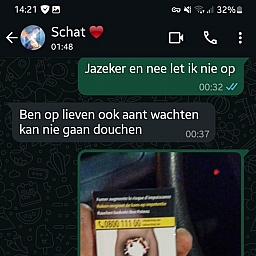 14:21
32%
Schat
01:48
Jazeker en nee let ik nie op
00:32
Ben op lieven ook aant wachten
kan nie gaan douchen
00:37
Fumer augmente le risque d'impuissance
Roken vergroot de kans op impotentie
Rauchen bedroht Ihre Potenz
0800 111 00